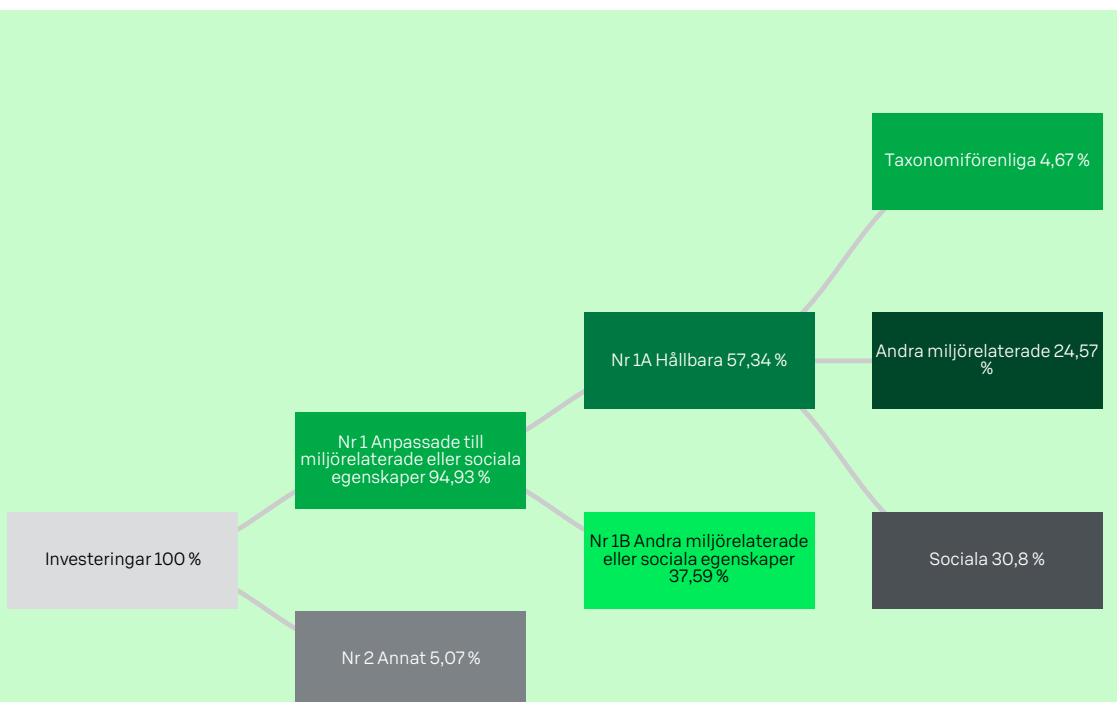 Taxonomiförenliga 4,67 %
Nr 1A Hållbara 57,34 %
Andra miljörelaterade 24,57
%
Nr 1 Anpassade till
miljörelaterade eller sociala
egenskaper 94,93 %
Investeringar 100 %
Nr 1B Andra miljörelaterade
eller sociala egenskaper
37,59 %
Sociala 30,8 %
Nr 2 Annat 5,07 %